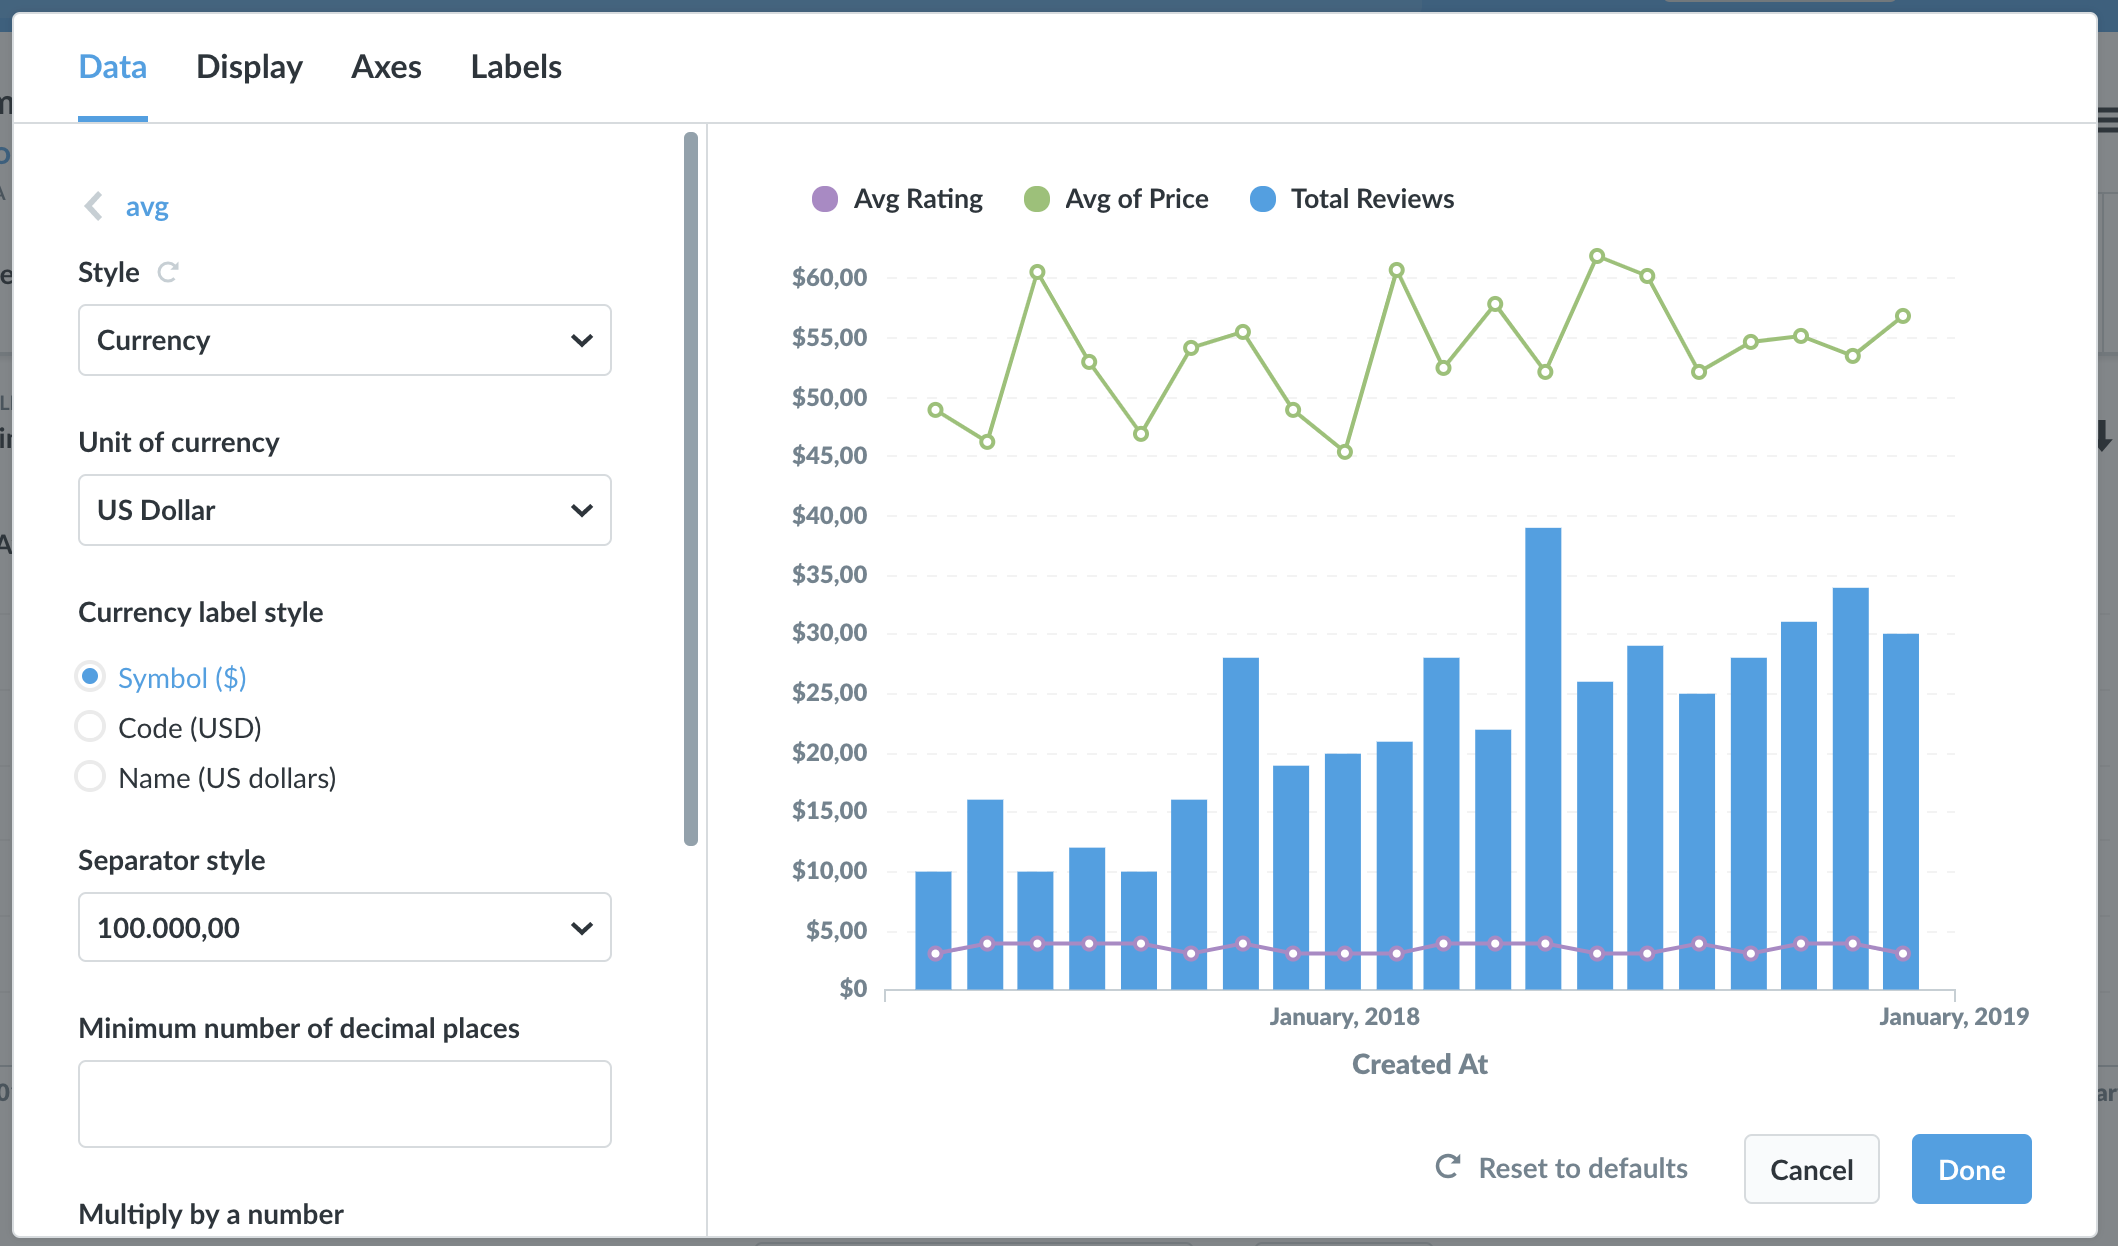 Data Display Axes Labels
avg
Style
Currency
Unit of currency
US Dollar
Currency label style
Symbol ($)
Code (USD)
Name (US dollars)
Separator style
100.000,00
Minimum number of decimal places
Multiply by a number
Avg Rating Avg of Price Total Reviews
$60,00
$55,00
$50,00
$45,00
$40,00
$35,00
$30,00
$25,00
$20,00
$15,00
$10,00
$5,00
$0
January, 2018 January, 2019
Created At
Reset to defaults Cancel Done